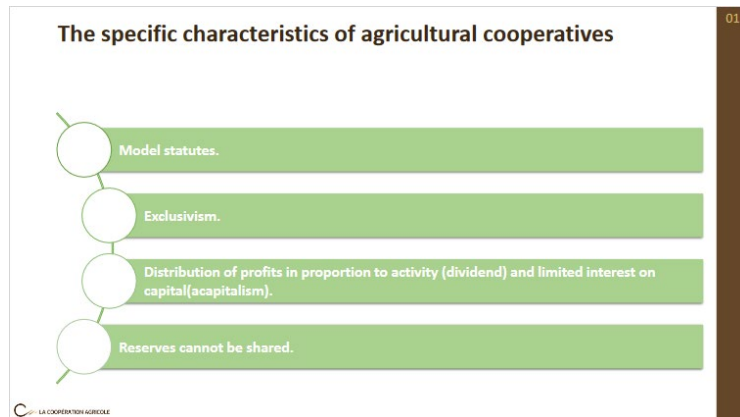 The specific characteristics of agricultural cooperatives
01
Model statutes.
Exclusivism.
Distribution of profits in proportion to activity (dividend) and limited interest on
capital(acapitalism).
Reserves cannot be shared.
LA COOPÉRATION AGRICOLE